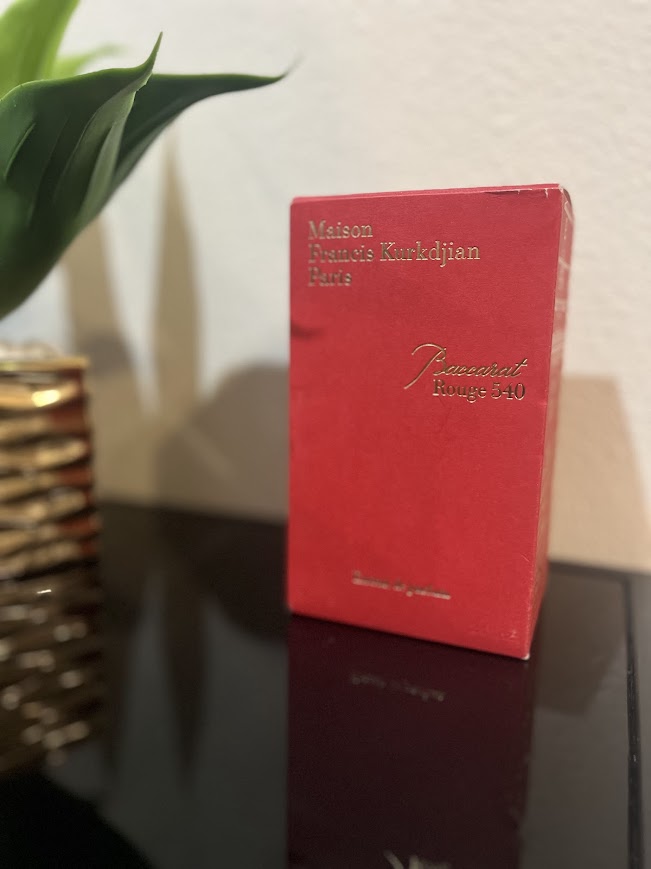 Maison
Francis Kurkdjian
Paris
Baccarat
Rouge 540